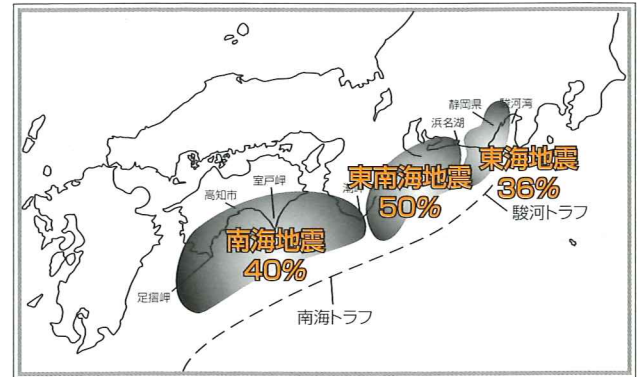 静岡県
駿河湾
浜名湖
東海地震
36%
東南海地震
50%
駿河トラフ
室戸岬
高知市
南海地震
40%
足摺岬
南海トラフ